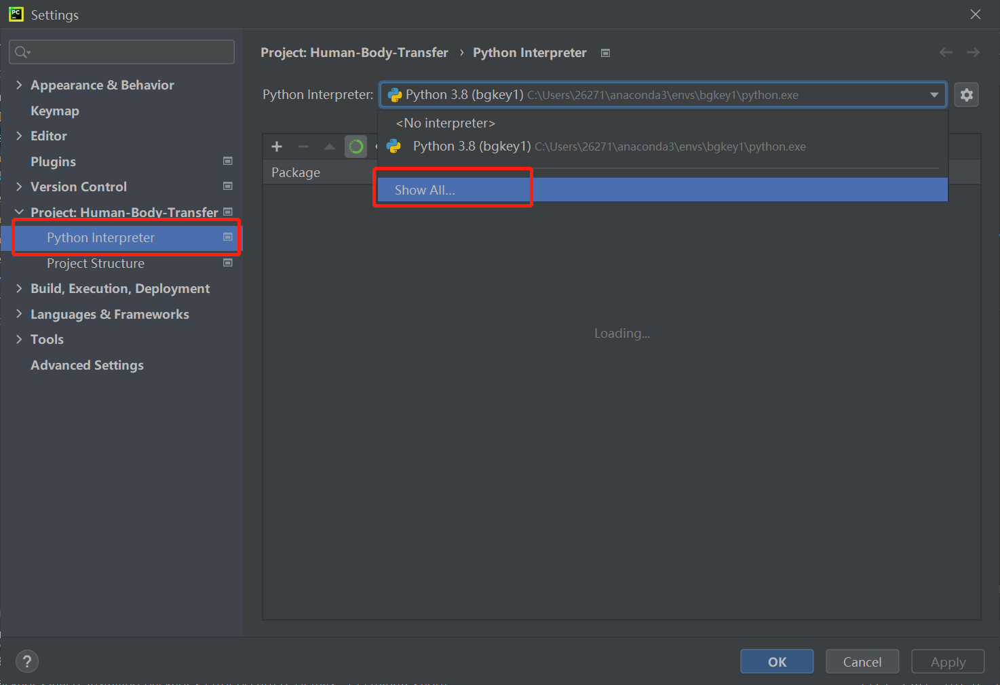 PC Settings
Appearance & Behavior
Keymap
Editor
Plugins
Version Control
Project: Human-Body-Transfer
Python Interpreter
Project Structure
Build, Execution, Deployment
Languages & Frameworks
Tools
Advanced Settings
Project: Human-Body-Transfer › Python Interpreter
Python Interpreter: Python 3.8 (bgkey1) C:\Users\26271\anaconda3\envs\bgkey1\python.exe
<No interpreter>
Python 3.8 (bgkey1) C:\Users\26271\anaconda3\envs\bgkey1\python.exe
Package
Show All...
Loading...
?
OK Cancel Apply